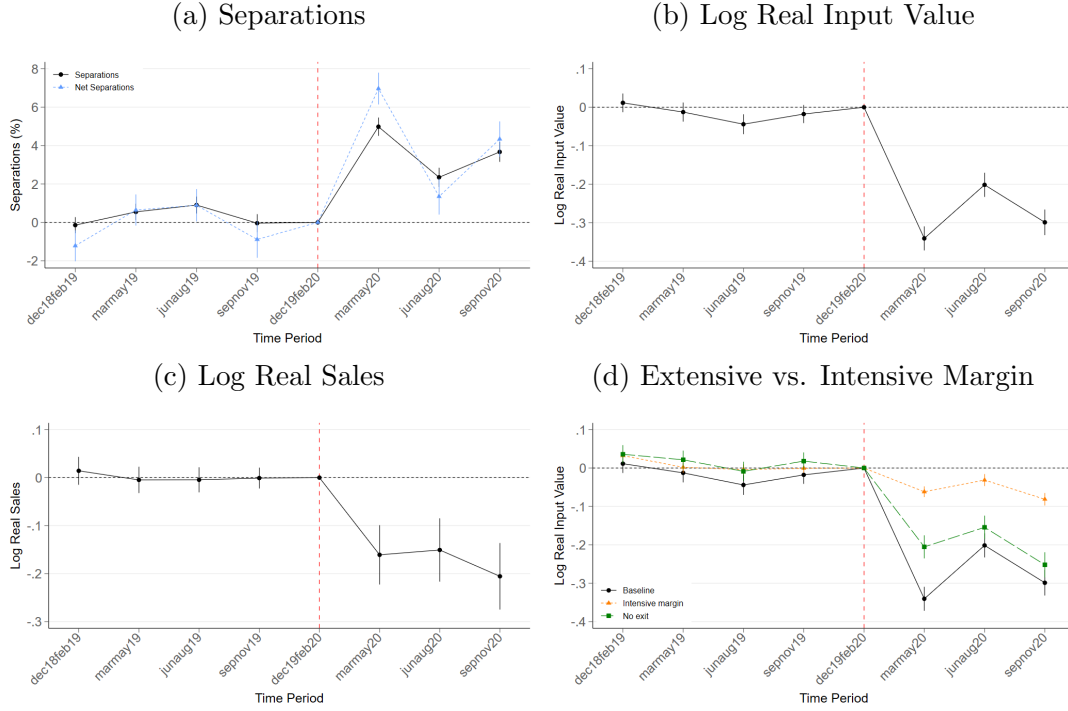 (a) Separations
8
6
4
2
0
-2
Separations (%)
Separations
Net Separations
dec18feb19
marmay19
junaug19
sepnov19
dec19feb20
marmay20
junaug20
sepnov20
Time Period
(b) Log Real Input Value
.1
0
-.1
-.2
-.3
-.4
Log Real Input Value
dec18feb19
marmay19
junaug19
sepnov19
dec19feb20
marmay20
junaug20
sepnov20
Time Period
(c) Log Real Sales
.1
0
-.1
-.2
-.3
Log Real Sales
dec18feb19
marmay19
junaug19
sepnov19
dec19feb20
marmay20
junaug20
sepnov20
Time Period
(d) Extensive vs. Intensive Margin
.1
0
-.1
-.2
-.3
-.4
Log Real Input Value
Baseline
Intensive margin
No exit
dec18feb19
marmay19
junaug19
sepnov19
dec19feb20
marmay20
junaug20
sepnov20
Time Period